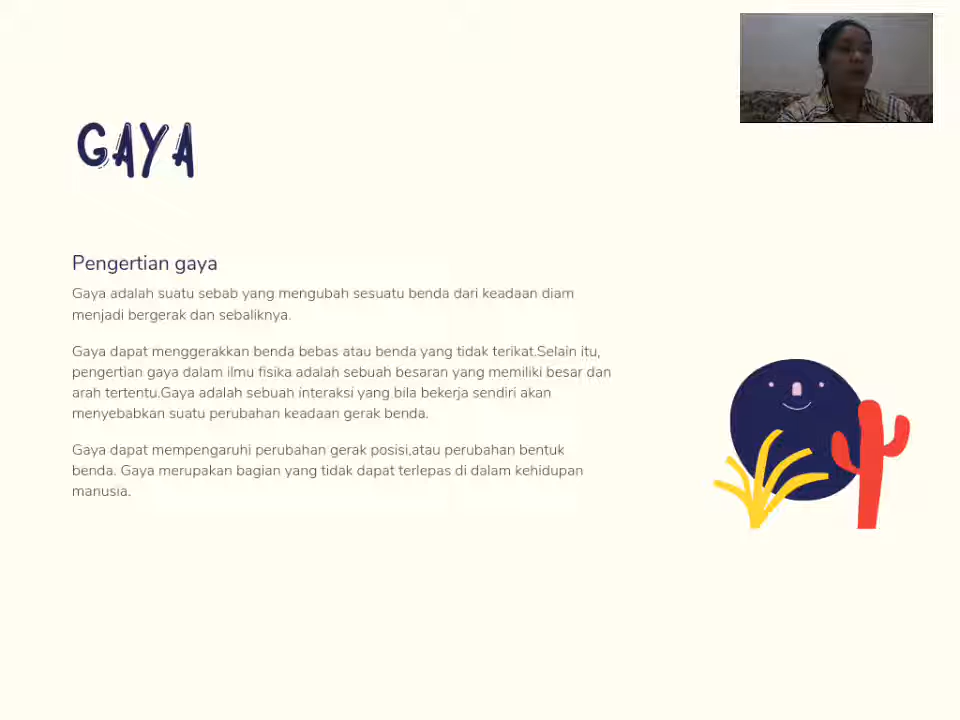 GAYA
Pengertian gaya
Gaya adalah suatu sebab yang mengubah sesuatu benda dari keadaan diam
menjadi bergerak dan sebaliknya.
Gaya dapat menggerakkan benda bebas atau benda yang tidak terikat.Selain itu,
pengertian gaya dalam ilmu fisika adalah sebuah besaran yang memiliki besar dan
arah tertentu.Gaya adalah sebuah interaksi yang bila bekerja sendiri akan
menyebabkan suatu perubahan keadaan gerak benda.
Gaya dapat mempengaruhi perubahan gerak posisi,atau perubahan bentuk
benda. Gaya merupakan bagian yang tidak dapat terlepas di dalam kehidupan
manusia.